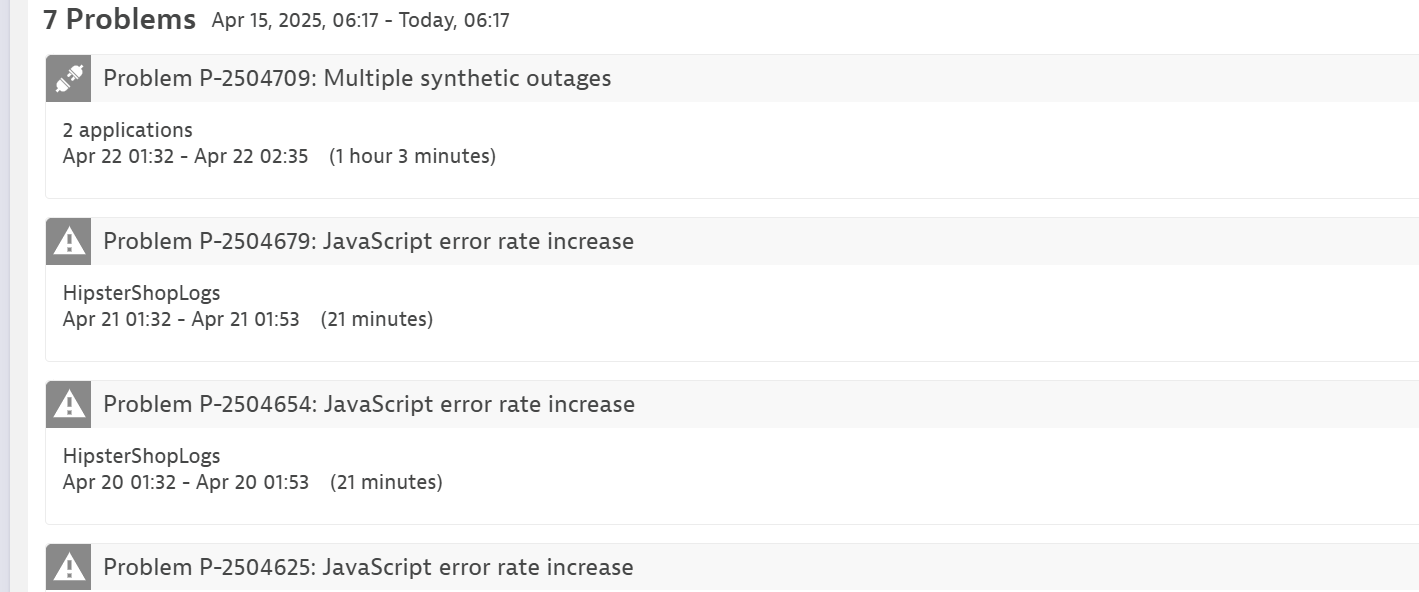 7 Problems Apr 15, 2025, 06:17 - Today, 06:17
Problem P-2504709: Multiple synthetic outages
2 applications
Apr 22 01:32 - Apr 22 02:35 (1 hour 3 minutes)
Problem P-2504679: JavaScript error rate increase
HipsterShopLogs
Apr 21 01:32 - Apr 21 01:53 (21 minutes)
Problem P-2504654: JavaScript error rate increase
HipsterShopLogs
Apr 20 01:32 - Apr 20 01:53 (21 minutes)
Problem P-2504625: JavaScript error rate increase